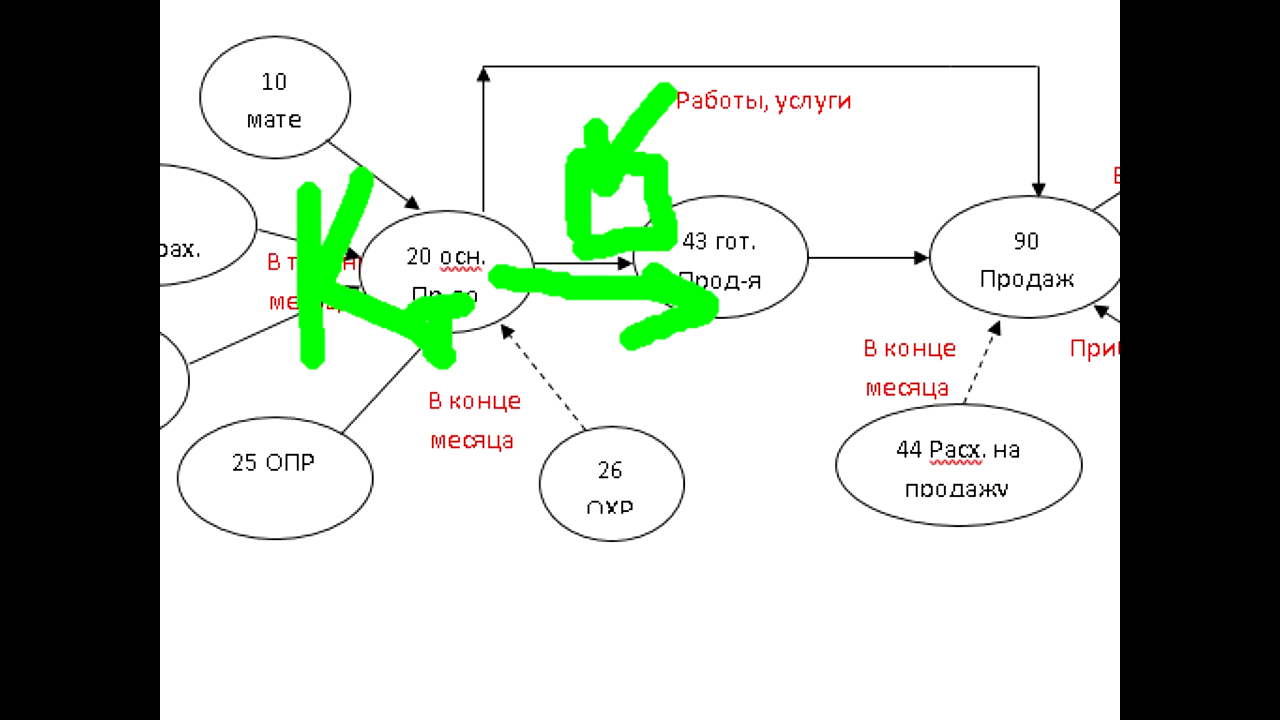 10
мате
Работы, услуги
рах.
20 осн.
43 гот.
Прод-я
90
Продаж
В конце
месяца
В конце
месяца
25 ОПР
26
ОХР
44 Расх. на
продажу